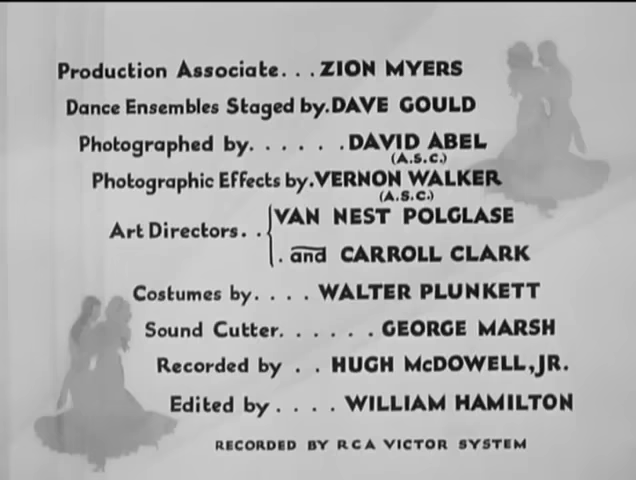 Production Associate. . . ZION MYERS
Dance Ensembles Staged by. DAVE GOULD
Photographed by. . . . . . DAVID ABEL
(A.S.C.)
Photographic Effects by. VERNON WALKER
(A.S.C.)
Art Directors. . { VAN NEST POLGLASE
. and CARROLL CLARK
Costumes by. . . . WALTER PLUNKETT
Sound Cutter. . . . . . GEORGE MARSH
Recorded by . . HUGH McDOWELL, JR.
Edited by . . . . WILLIAM HAMILTON
RECORDED BY RCA VICTOR SYSTEM